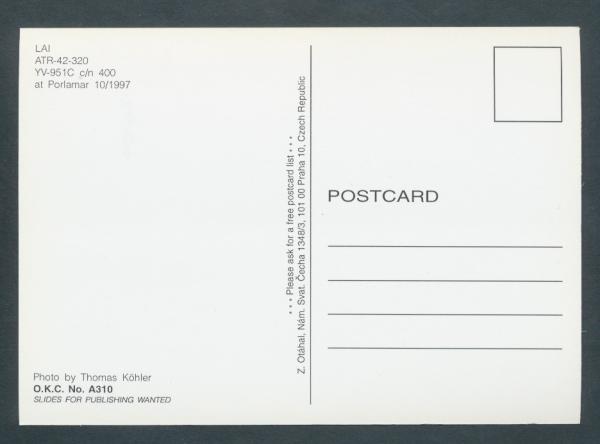 LAI
ATR-42-320
YV-951C c/n 400
at Porlamar 10/1997
Photo by Thomas Köhler
O.K.C. No. A310
SLIDES FOR PUBLISHING WANTED
• • • Please ask for a free postcard list • • •
Z. Otáhal, Nám. Svat. Čecha 1348/3, 101 00 Praha 10, Czech Republic
POSTCARD